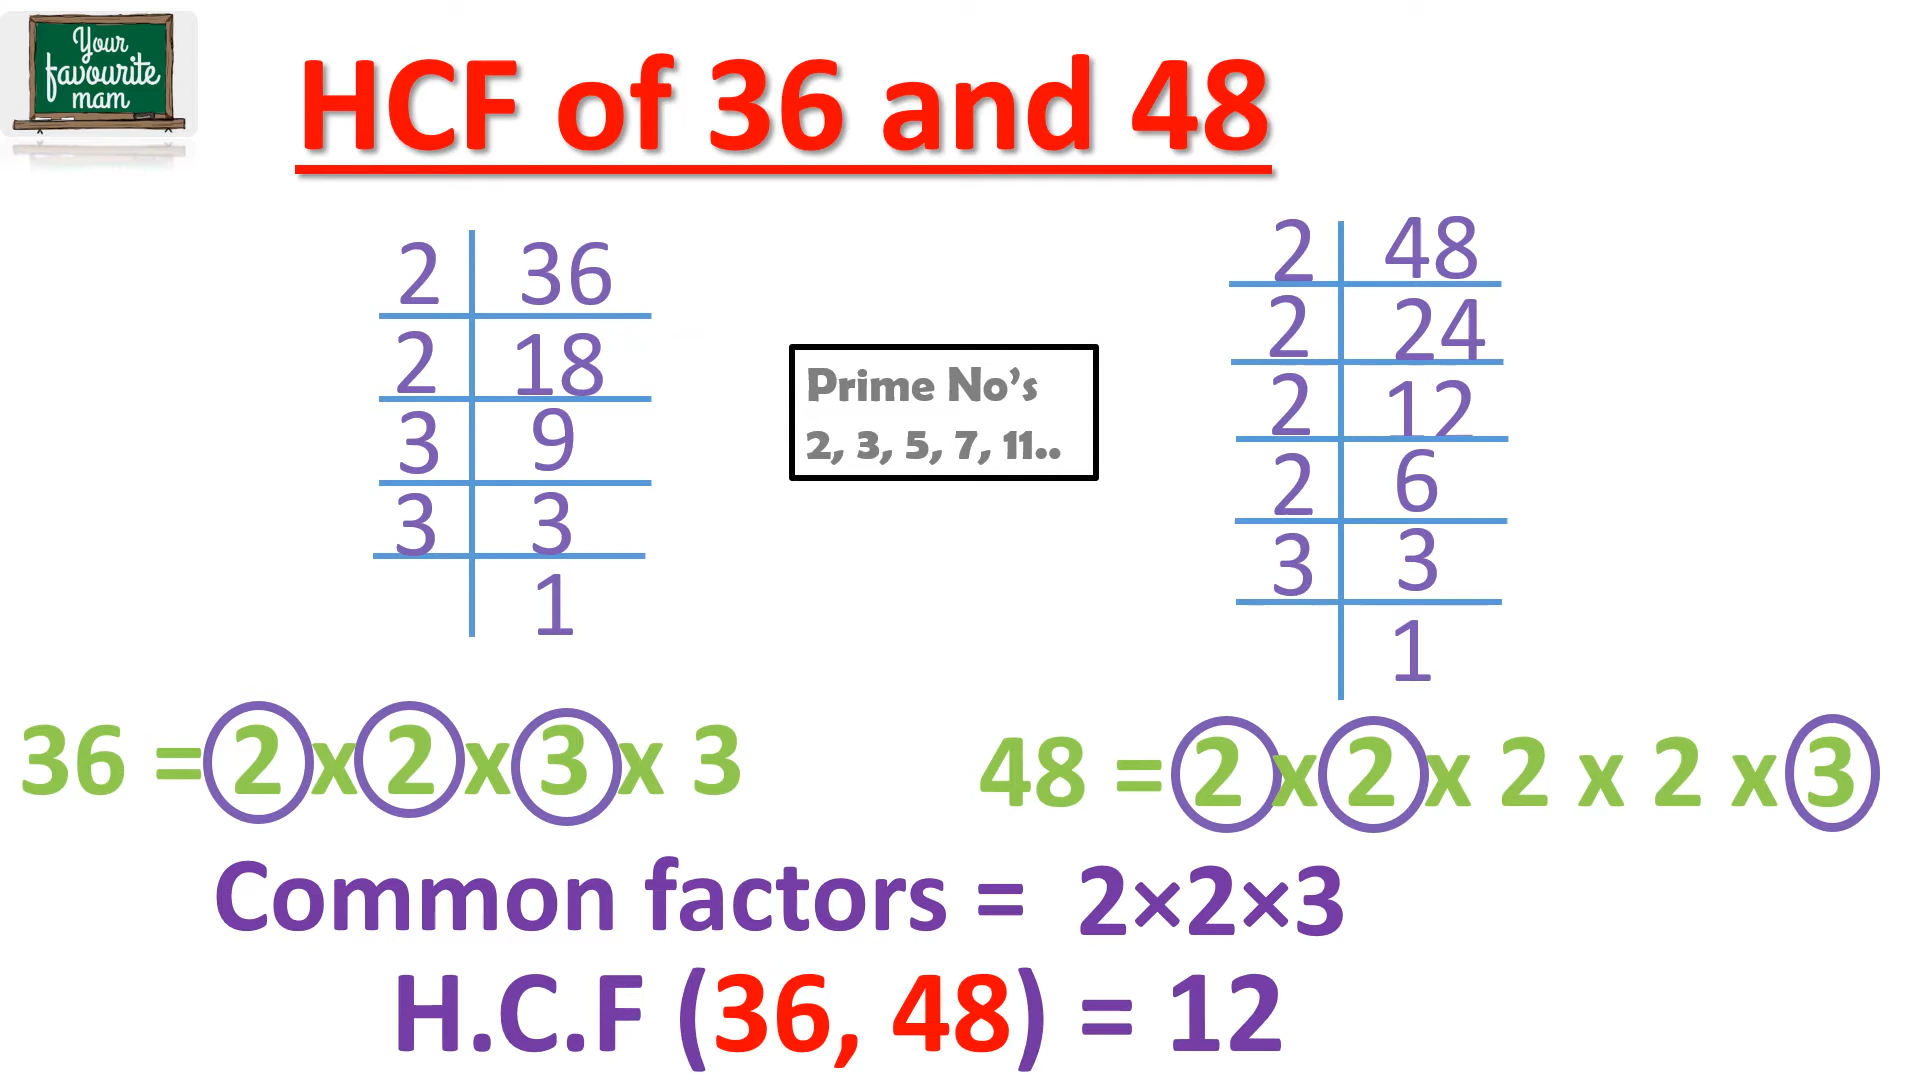 Your
favourite
mam
HCF of 36 and 48
2 36
2 18
3 9
3 3
1
Prime No’s
2, 3, 5, 7, 11..
2 48
2 24
2 12
2 6
3 3
1
36 = 2 x 2 x 3 x 3
48 = 2 x 2 x 2 x 2 x 3
Common factors = 2×2×3
H.C.F (36, 48) = 12